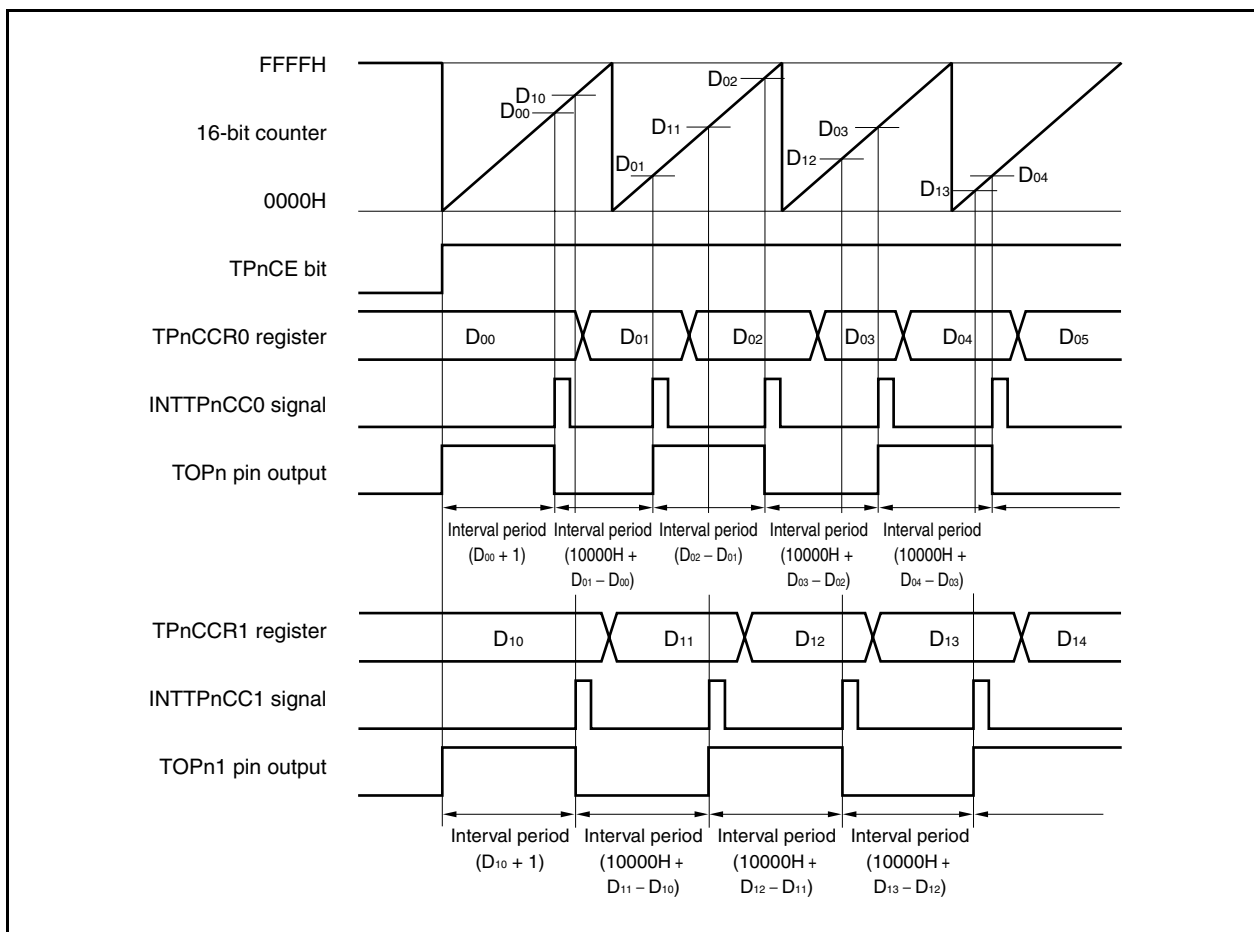 FFFFH
16-bit counter
0000H
D10
D00
D01
D11
D02
D12
D03
D13
D04
TPnCE bit
TPnCCR0 register
D00
D01
D02
D03
D04
D05
INTTPnCC0 signal
TOPn pin output
Interval period
(D00 + 1)
Interval period
(10000H +
D01 – D00)
Interval period
(D02 – D01)
Interval period
(10000H +
D03 – D02)
Interval period
(10000H +
D04 – D03)
TPnCCR1 register
D10
D11
D12
D13
D14
INTTPnCC1 signal
TOPn1 pin output
Interval period
(D10 + 1)
Interval period
(10000H +
D11 – D10)
Interval period
(10000H +
D12 – D11)
Interval period
(10000H +
D13 – D12)